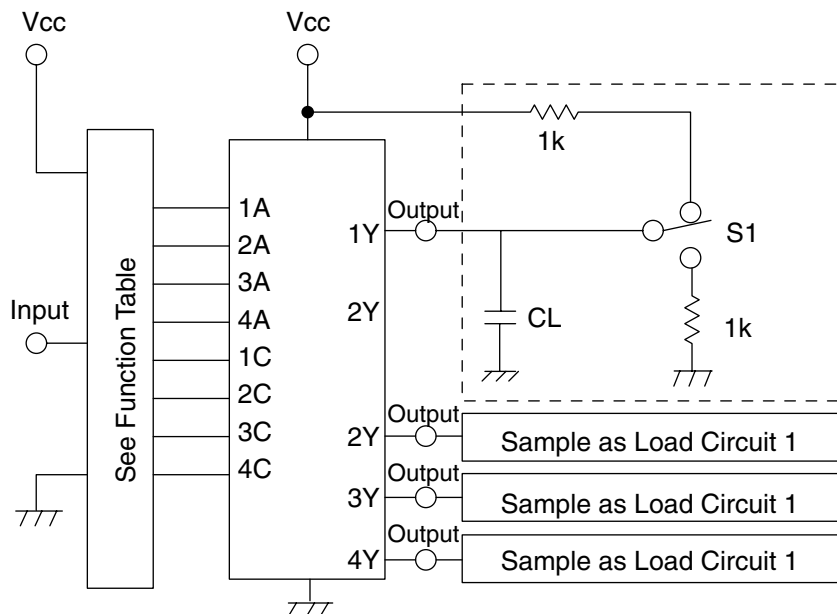 Vcc
Vcc
1k
1A
2A
3A
4A
1C
2C
3C
4C
Input
See Function Table
1Y
2Y
2Y
3Y
4Y
Output
S1
CL
1k
Output
Sample as Load Circuit 1
Output
Sample as Load Circuit 1
Output
Sample as Load Circuit 1